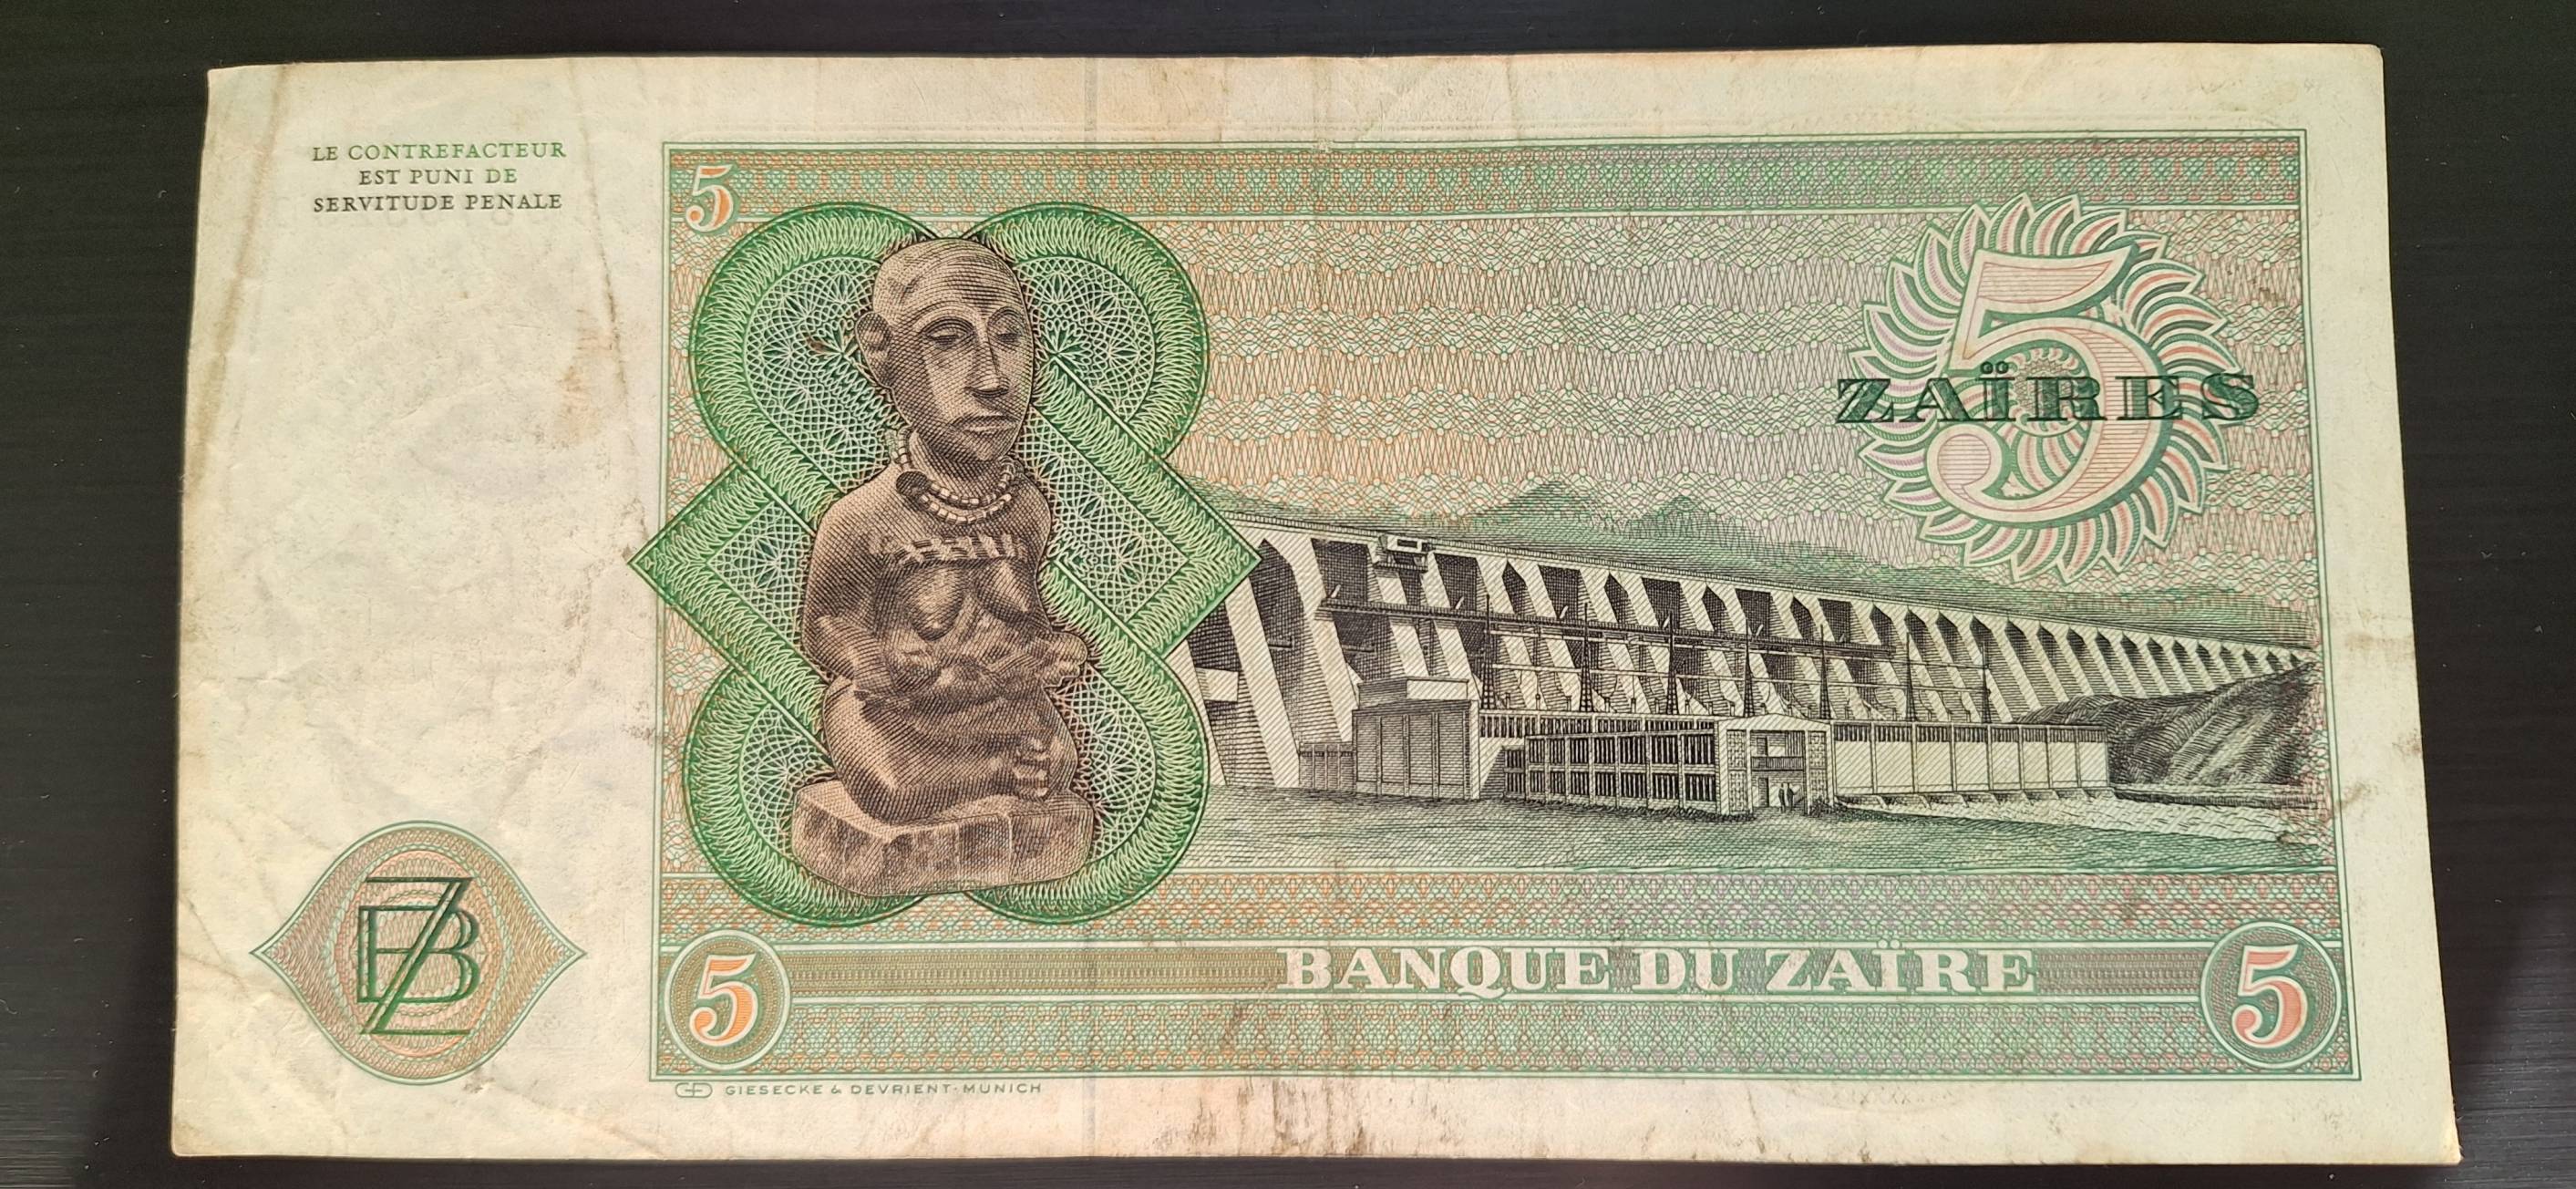 LE CONTREFACTEUR
EST PUNI DE
SERVITUDE PENALE
5
5
ZAÏRES
BZ
BANQUE DU ZAÏRE
5
5
GD GIESECKE & DEVRIENT-MUNICH